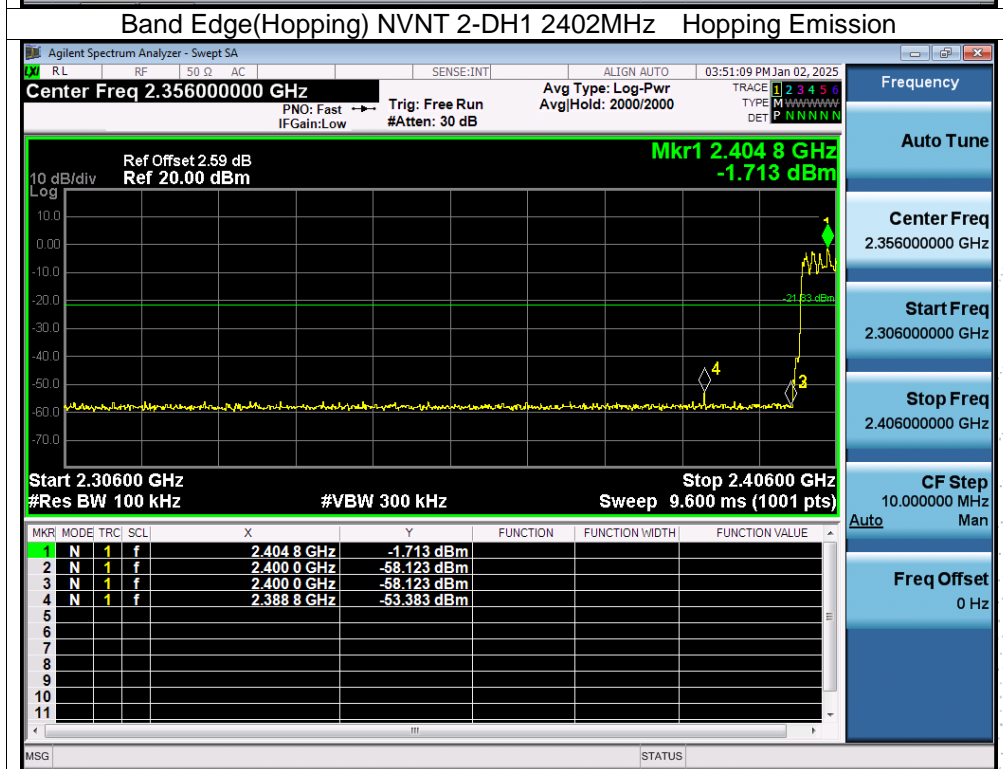 Band Edge(Hopping) NVNT 2-DH1 2402MHz Hopping Emission
Agilent Spectrum Analyzer - Swept SA
LXI RL RF 50 Ω AC SENSE:INT ALIGN AUTO 03:51:09 PM Jan 02, 2025
Center Freq 2.356000000 GHz
PNO: Fast
IFGain:Low
Trig: Free Run
#Atten: 30 dB
Avg Type: Log-Pwr
Avg|Hold: 2000/2000
TRACE 1 2 3 4 5 6
TYPE M WWWWW
DET P N N N N N
Frequency
Auto Tune
Center Freq
2.356000000 GHz
Start Freq
2.306000000 GHz
Stop Freq
2.406000000 GHz
CF Step
10.000000 MHz
Auto Man
Freq Offset
0 Hz
Mkr1 2.404 8 GHz
-1.713 dBm
Ref Offset 2.59 dB
10 dB/div Ref 20.00 dBm
Log
10.0
0.00
-10.0
-20.0
-30.0
-40.0
-50.0
-60.0
-70.0
1
-21.83 dBm
4
3
Start 2.30600 GHz Stop 2.40600 GHz
#Res BW 100 kHz #VBW 300 kHz Sweep 9.600 ms (1001 pts)
MKR MODE TRC SCL X Y FUNCTION FUNCTION WIDTH FUNCTION VALUE
1 N 1 f 2.404 8 GHz -1.713 dBm
2 N 1 f 2.400 0 GHz -58.123 dBm
3 N 1 f 2.400 0 GHz -58.123 dBm
4 N 1 f 2.388 8 GHz -53.383 dBm
5
6
7
8
9
10
11
MSG STATUS